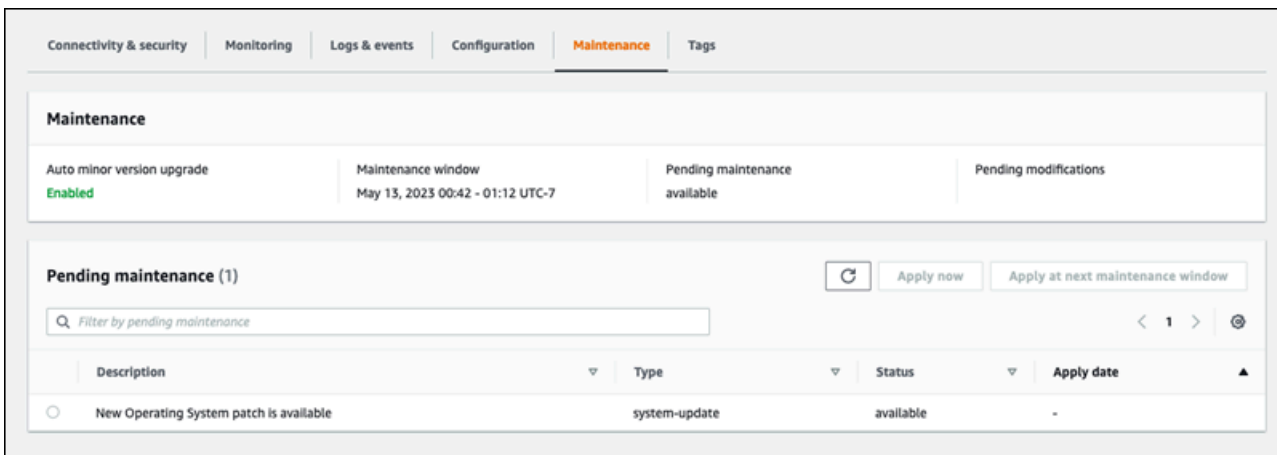 Connectivity & security Monitoring Logs & events Configuration Maintenance Tags
Maintenance
Auto minor version upgrade Maintenance window Pending maintenance Pending modifications
Enabled May 13, 2023 00:42 - 01:12 UTC-7 available
Pending maintenance (1) Apply now Apply at next maintenance window
Filter by pending maintenance 1
Description Type Status Apply date
New Operating System patch is available system-update available -